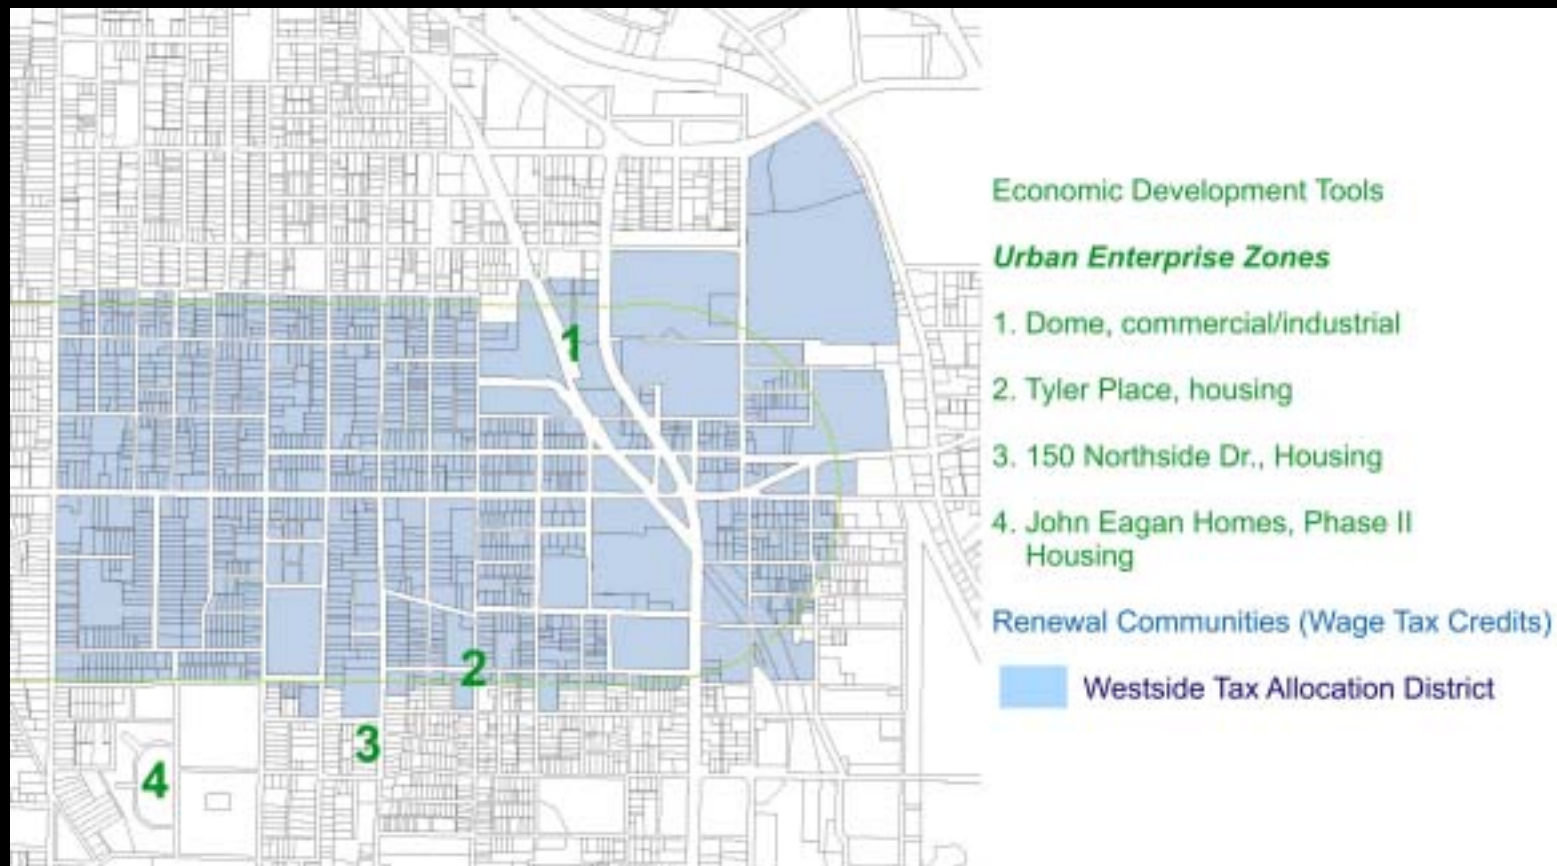 Economic Development Tools
Urban Enterprise Zones
1. Dome, commercial/industrial
2. Tyler Place, housing
3. 150 Northside Dr., Housing
4. John Eagan Homes, Phase II
Housing
Renewal Communities (Wage Tax Credits)
Westside Tax Allocation District
1
2
3
4